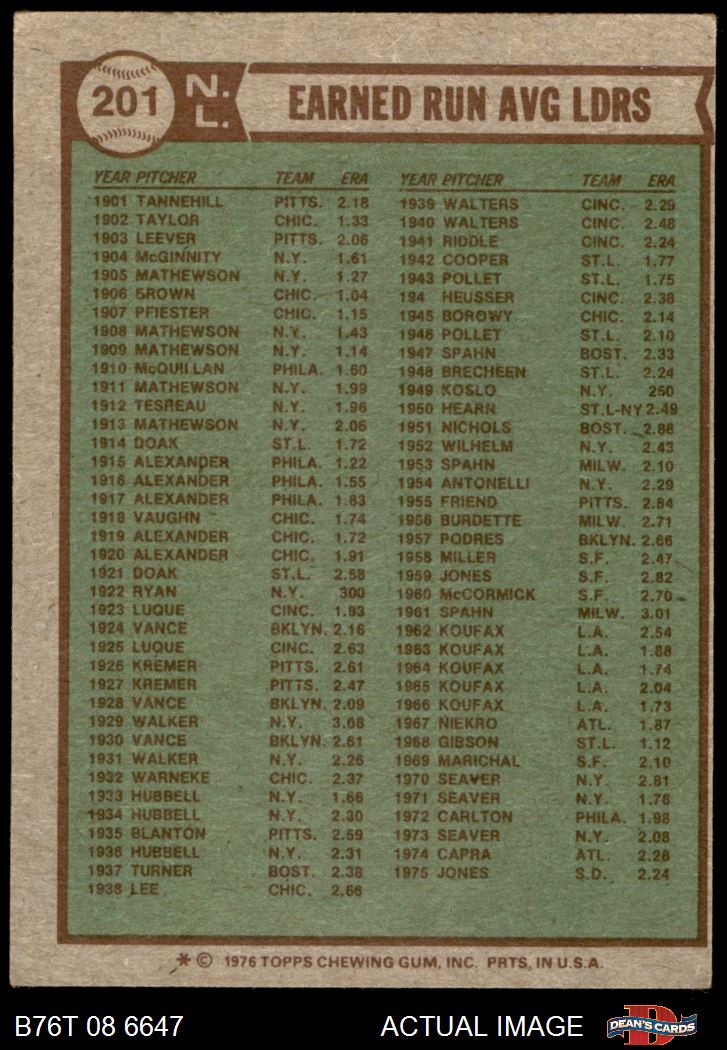 201 N.L. EARNED RUN AVG LDRS
YEAR PITCHER TEAM ERA
1901 TANNEHILL PITTS. 2.18
1902 TAYLOR CHIC. 1.33
1903 LEEVER PITTS. 2.06
1904 McGINNITY N.Y. 1.61
1905 MATHEWSON N.Y. 1.27
1906 BROWN CHIC. 1.04
1907 PFIESTER CHIC. 1.15
1908 MATHEWSON N.Y. 1.43
1909 MATHEWSON N.Y. 1.14
1910 McQUILLAN PHILA. 1.60
1911 MATHEWSON N.Y. 1.99
1912 TESREAU N.Y. 1.96
1913 MATHEWSON N.Y. 2.06
1914 DOAK ST.L. 1.72
1915 ALEXANDER PHILA. 1.22
1916 ALEXANDER PHILA. 1.55
1917 ALEXANDER PHILA. 1.83
1918 VAUGHN CHIC. 1.74
1919 ALEXANDER CHIC. 1.72
1920 ALEXANDER CHIC. 1.91
1921 DOAK ST.L. 2.58
1922 RYAN N.Y. 300
1923 LUQUE CINC. 1.93
1924 VANCE BKLYN. 2.16
1925 LUQUE CINC. 2.63
1926 KREMER PITTS. 2.61
1927 KREMER PITTS. 2.47
1928 VANCE BKLYN. 2.09
1929 WALKER N.Y. 3.08
1930 VANCE BKLYN. 2.61
1931 WALKER N.Y. 2.26
1932 WARNEKE CHIC. 2.37
1933 HUBBELL N.Y. 1.66
1934 HUBBELL N.Y. 2.30
1935 BLANTON PITTS. 2.59
1936 HUBBELL N.Y. 2.31
1937 TURNER BOST. 2.38
1938 LEE CHIC. 2.66
YEAR PITCHER TEAM ERA
1939 WALTERS CINC. 2.29
1940 WALTERS CINC. 2.48
1941 RIDDLE CINC. 2.24
1942 COOPER ST.L. 1.77
1943 POLLET ST.L. 1.75
194 HEUSSER CINC. 2.38
1945 BOROWY CHIC. 2.14
1946 POLLET ST.L. 2.10
1947 SPAHN BOST. 2.33
1948 BRECHEEN ST.L. 2.24
1949 KOSLO N.Y. 250
1950 HEARN ST.L-NY 2.49
1951 NICHOLS BOST. 2.88
1952 WILHELM N.Y. 2.43
1953 SPAHN MILW. 2.10
1954 ANTONELLI N.Y. 2.29
1955 FRIEND PITTS. 2.84
1956 BURDETTE MILW. 2.71
1957 PODRES BKLYN. 2.66
1958 MILLER S.F. 2.47
1959 JONES S.F. 2.82
1960 McCORMICK S.F. 2.70
1961 SPAHN MILW. 3.01
1962 KOUFAX L.A. 2.54
1963 KOUFAX L.A. 1.88
1964 KOUFAX L.A. 1.74
1965 KOUFAX L.A. 2.04
1966 KOUFAX L.A. 1.73
1967 NIEKRO ATL. 1.87
1968 GIBSON ST.L. 1.12
1969 MARICHAL S.F. 2.10
1970 SEAVER N.Y. 2.81
1971 SEAVER N.Y. 1.76
1972 CARLTON PHILA. 1.98
1973 SEAVER N.Y. 2.08
1974 CAPRA ATL. 2.28
1975 JONES S.D. 2.24
* © 1976 TOPPS CHEWING GUM, INC. PRTS. IN U.S.A.
B76T 08 6647 ACTUAL IMAGE DEAN'S CARDS